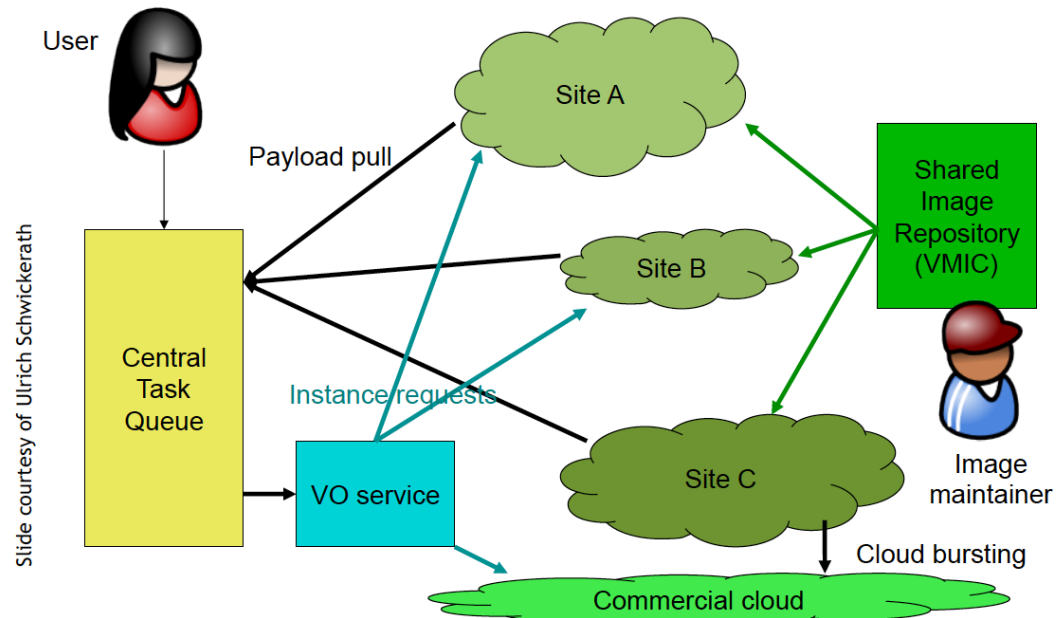 User
Site A
Payload pull
Shared
Image
Repository
(VMIC)
Site B
Central
Task
Queue
Instance requests
VO service
Site C
Image
maintainer
Cloud bursting
Commercial cloud
Slide courtesy of Ulrich Schwickerath